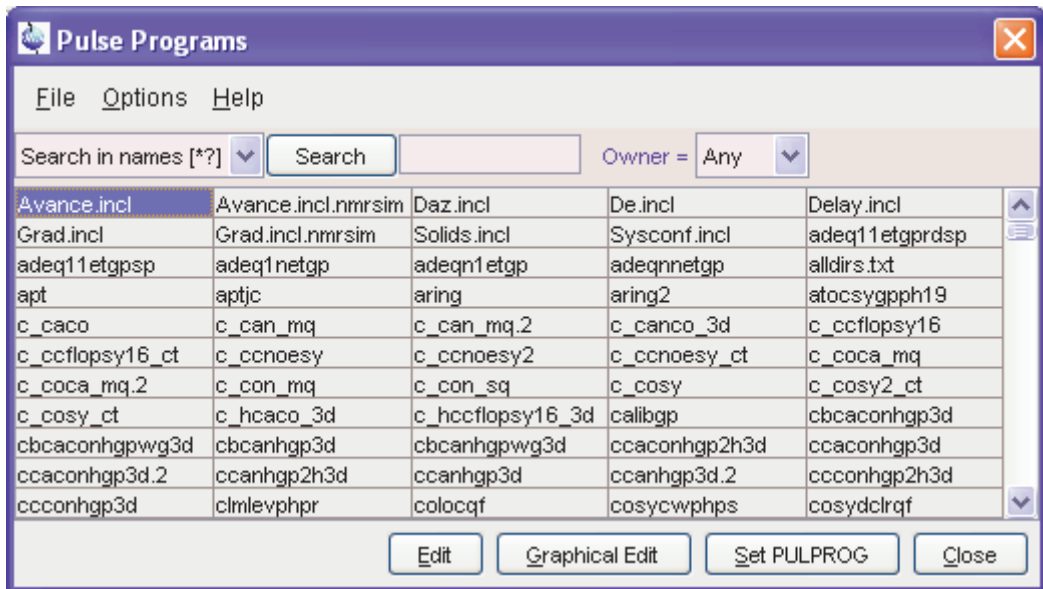 Pulse Programs
File Options Help
Search in names [*?] Search Owner = Any
Avance.incl Avance.incl.nmrsim Daz.incl De.incl Delay.incl
Grad.incl Grad.incl.nmrsim Solids.incl Sysconf.incl adeq11etgprdsp
adeq11etgpsp adeq1netgp adeqn1etgp adeqnnetgp alldirs.txt
apt aptjc aring aring2 atocsygpph19
c_caco c_can_mq c_can_mq.2 c_canco_3d c_ccflopsy16
c_ccflopsy16_ct c_ccnoesy c_ccnoesy2 c_ccnoesy_ct c_coca_mq
c_coca_mq.2 c_con_mq c_con_sq c_cosy c_cosy2_ct
c_cosy_ct c_hcaco_3d c_hccflopsy16_3d calibgp cbcaconhgp3d
cbcaconhgpwg3d cbcanhgp3d cbcanhgpwg3d ccaconhgp2h3d ccaconhgp3d
ccaconhgp3d.2 ccanhgp2h3d ccanhgp3d ccanhgp3d.2 ccconhgp2h3d
ccconhgp3d clmlevphpr colocqf cosycwphps cosydclrqf
Edit Graphical Edit Set PULPROG Close